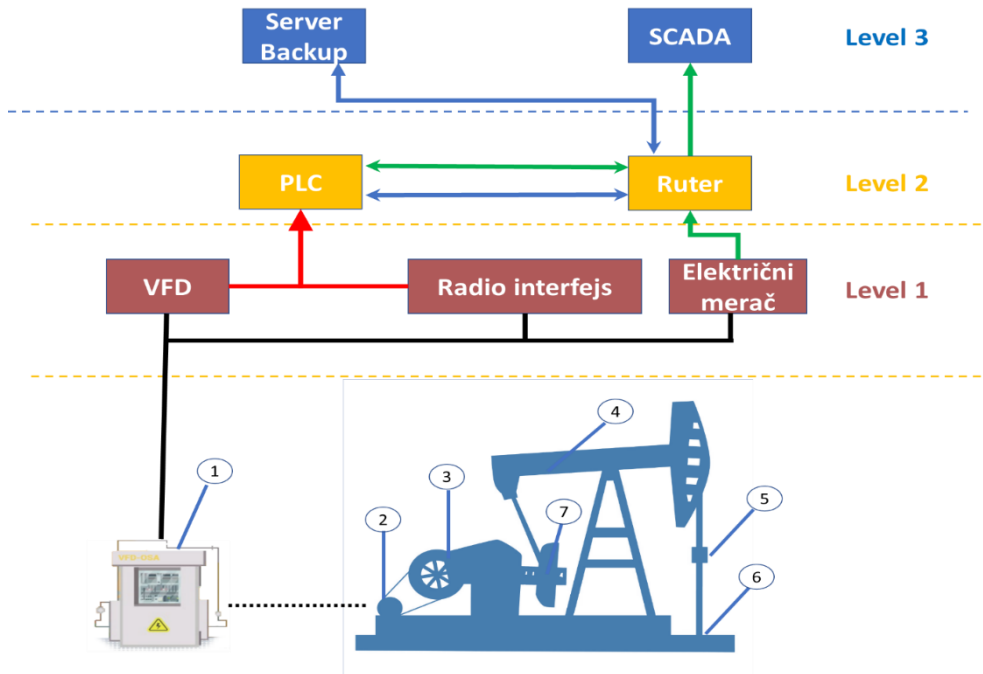 Server
Backup
SCADA
Level 3
PLC
Ruter
Level 2
VFD
Radio interfejs
Električni
merač
Level 1
4
1
3
2
7
5
6